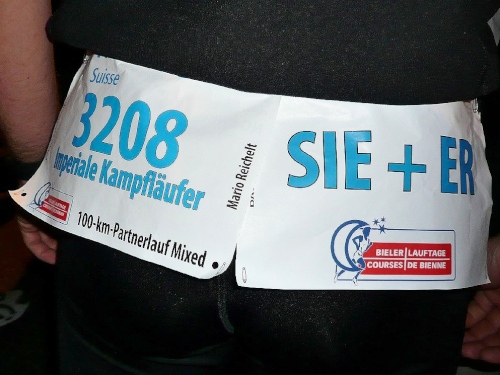 Suisse
3208
Imperiale Kampfläufer
100-km-Partnerlauf Mixed
Mario Reichelt
SIE + ER
BIELER LAUFTAGE
COURSES DE BIENNE